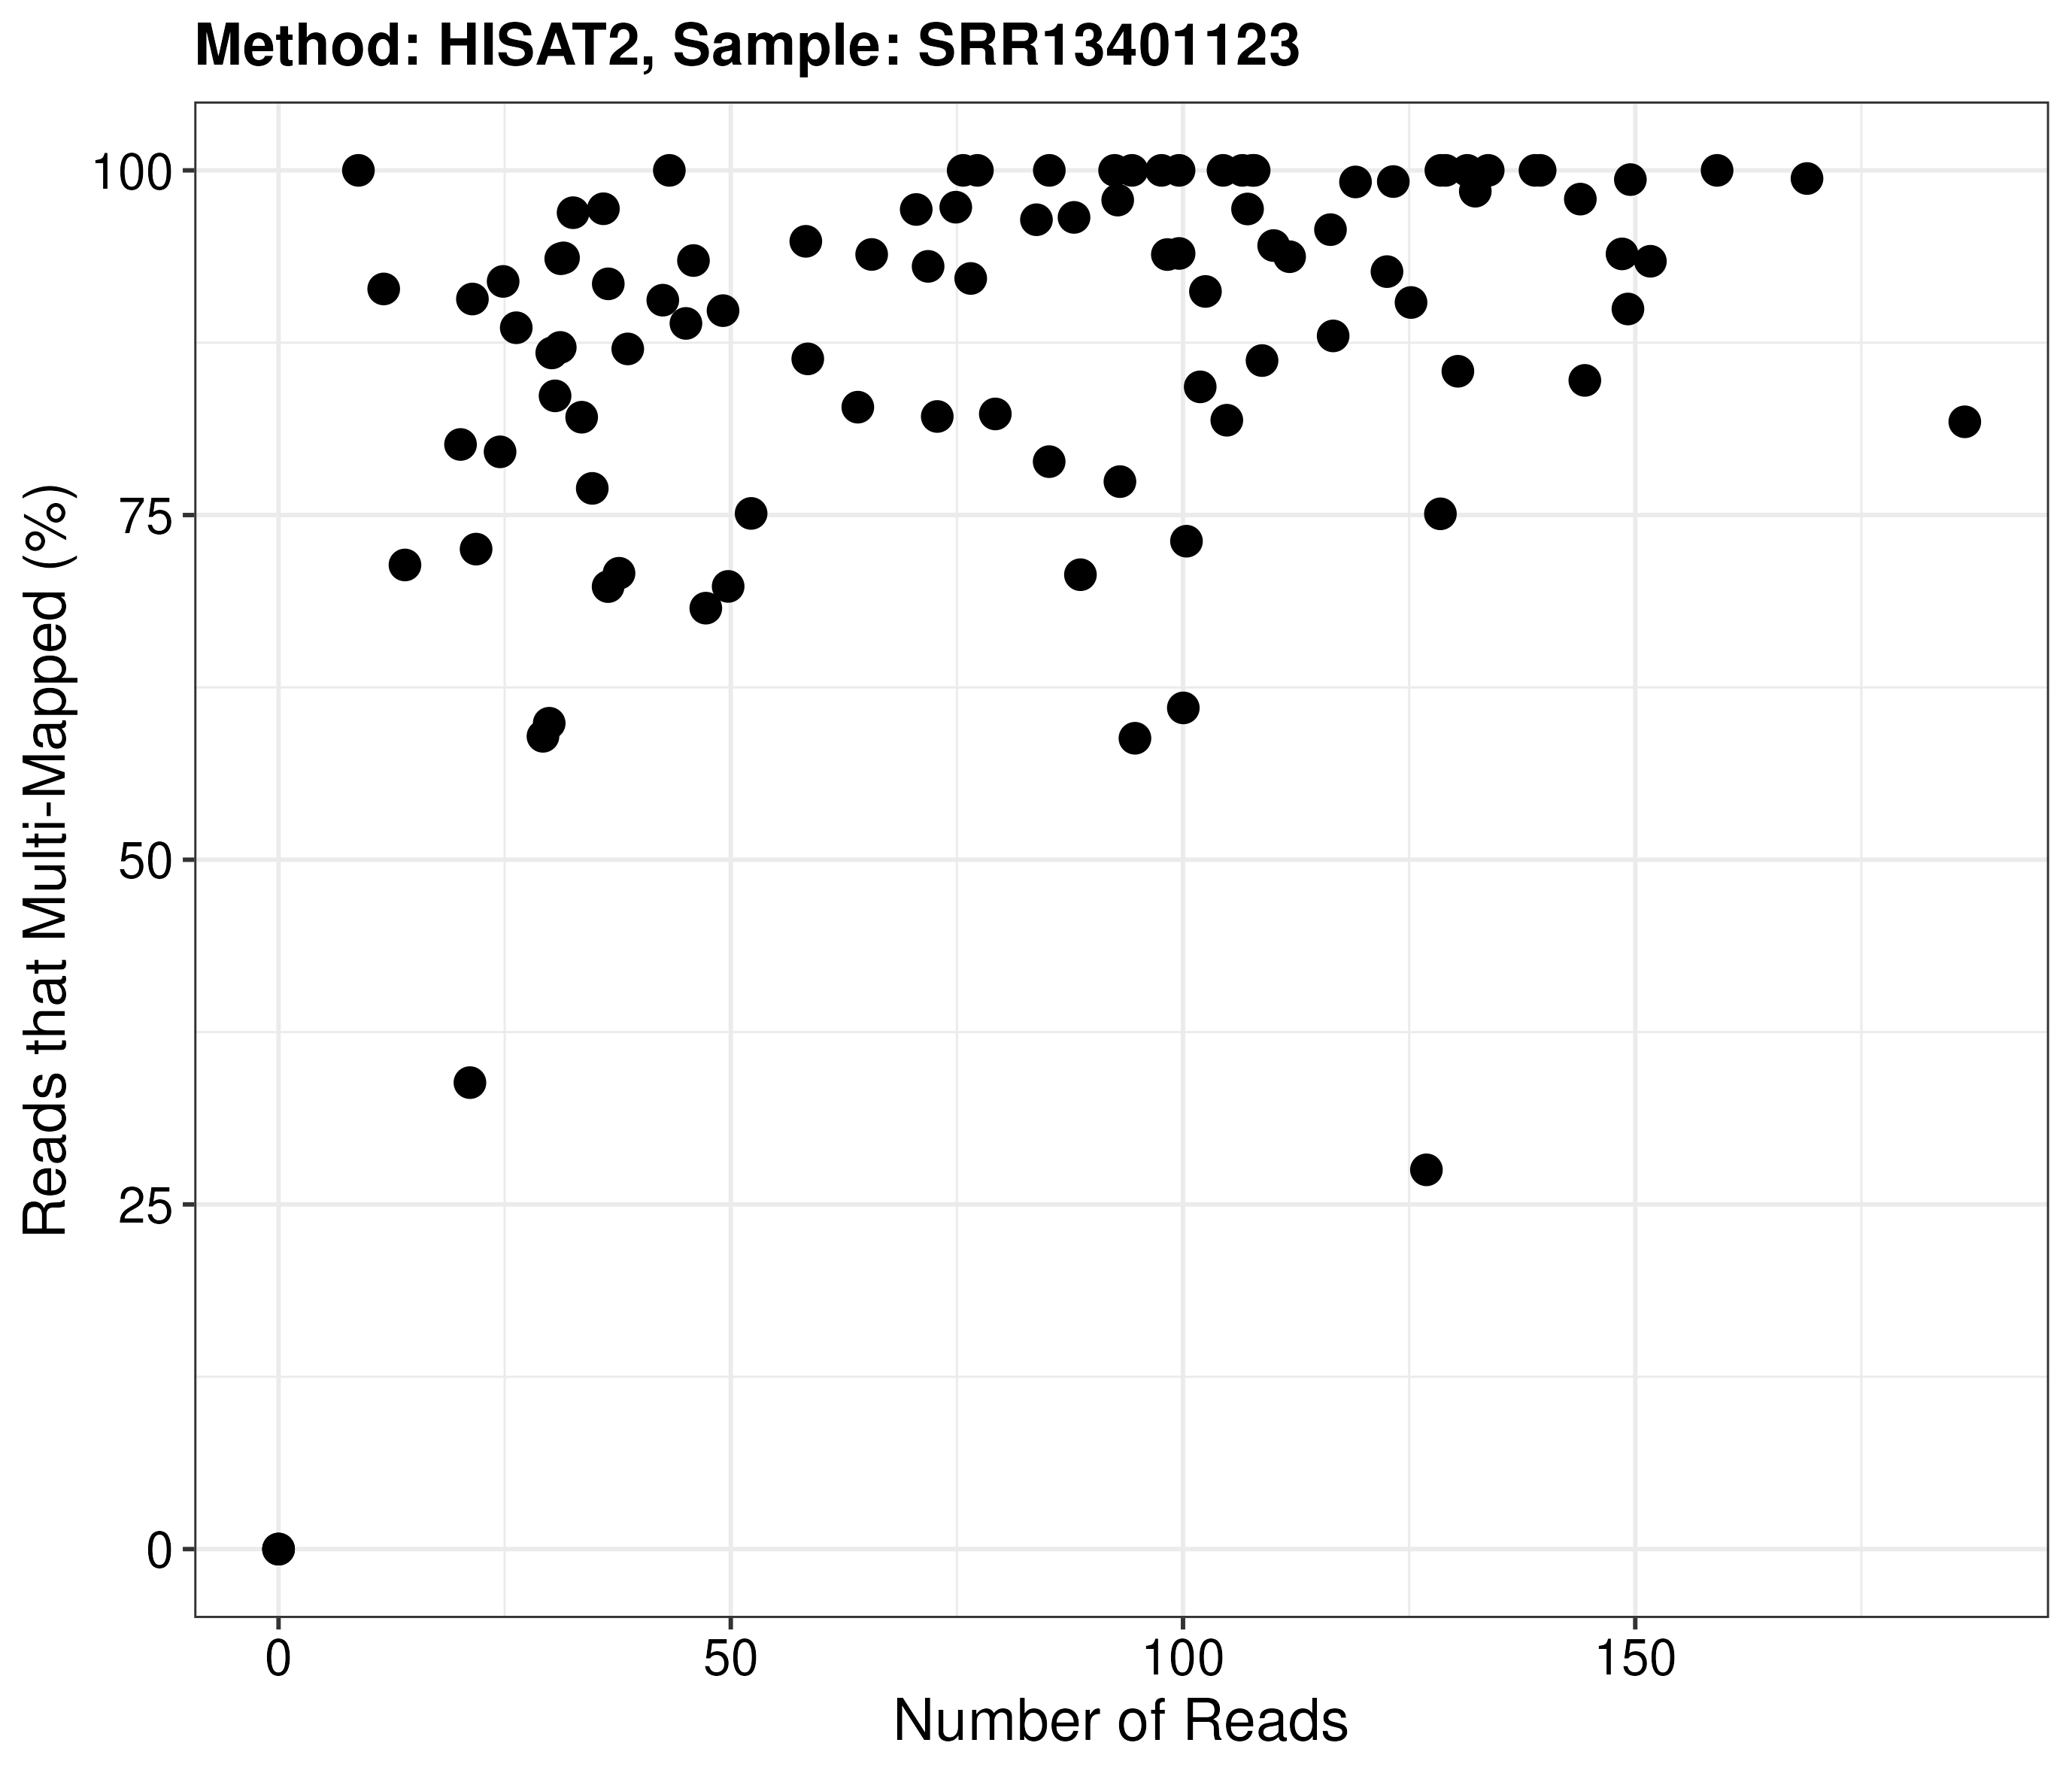 Method: HISAT2, Sample: SRR13401123
Reads that Multi-Mapped (%)
100
75
50
25
0
0 50 100 150
Number of Reads